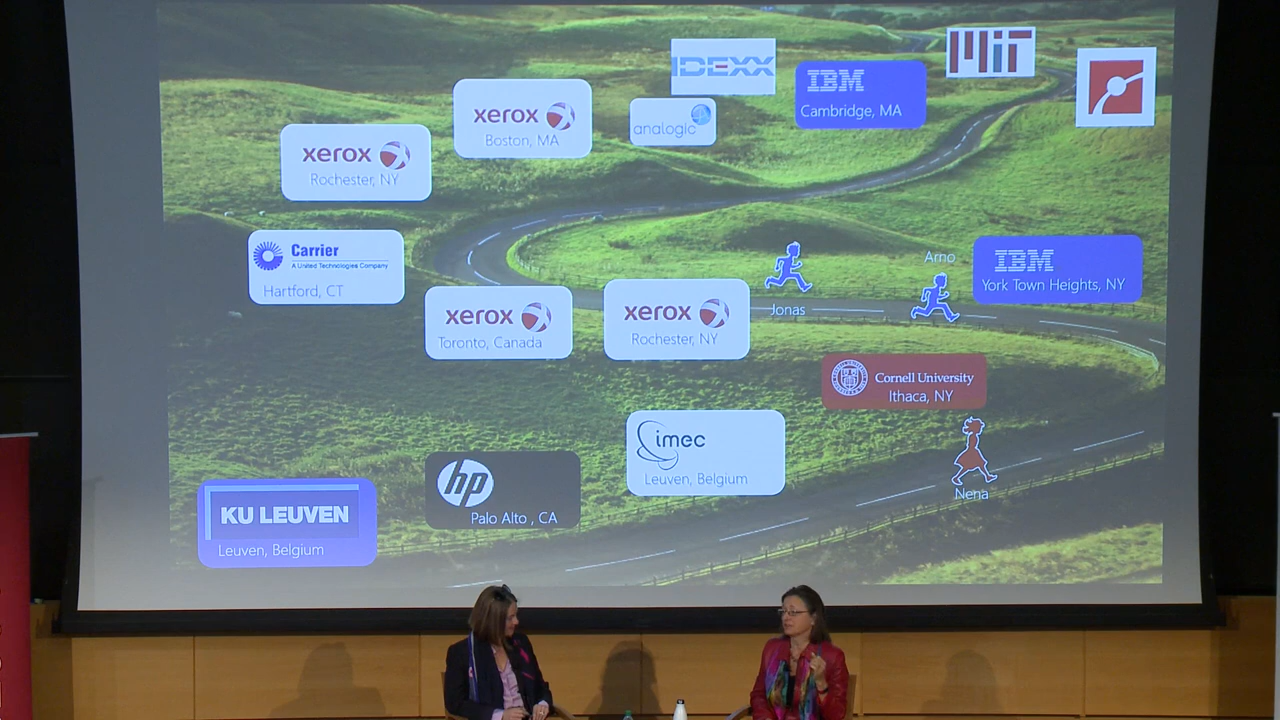 IDEXX
MIT
IBM
Cambridge, MA
xerox
Boston, MA
analogic
xerox
Rochester, NY
Carrier
A United Technologies Company
Hartford, CT
Arno
IBM
York Town Heights, NY
Jonas
xerox
Toronto, Canada
xerox
Rochester, NY
Cornell University
Ithaca, NY
imec
Leuven, Belgium
Nena
hp
Palo Alto , CA
KU LEUVEN
Leuven, Belgium